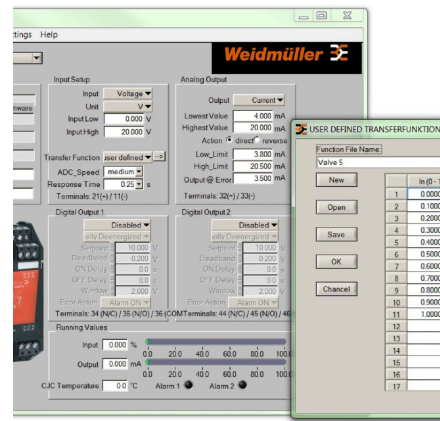 ttings Help
Weidmüller
Input Setup
Input Voltage
Unit V
Input Low 0.000 V
Input High 20.000 V
Transfer Function user defined -->
ADC_Speed medium
Response Time 0.25 s
Terminals: 21(+) / 11(-)
Analog Output
Output Current
Lowest Value 4.000 mA
Highest Value 20.000 mA
Action direct reverse
Low_Limit 3.800 mA
High_Limit 20.500 mA
Output @ Error 3.500 mA
Terminals: 32(+) / 33(-)
Digital Output 1
Disabled
Setpoint 10.000 V
Deadband 0.200 V
ON Delay 0.0 s
OFF Delay 0.0 s
Window 2.000 V
Error Action Alarm ON
Terminals: 34 (N/C) / 35 (N/O) / 36 (COM
Digital Output 2
Disabled
Setpoint 10.000 V
Deadband 0.200 V
ON Delay 0.0 s
OFF Delay 0.0 s
Window 2.000 V
Error Action Alarm ON
Terminals: 44 (N/C) / 45 (N/O) / 46
Running Values
Input 0.000 %
0.0 20 40.0 60 80 100.0
Output 0.000 mA
0.0 20 40.0 60 80 100.0
CJC Temperature 0.0 °C Alarm 1 Alarm 2
USER DEFINED TRANSFERFUNKTION
Function File Name:
Valve 5
New
Open
Save
OK
Chancel
In (0 - 1
1 0.0000
2 0.1000
3 0.2000
4 0.3000
5 0.4000
6 0.5000
7 0.6000
8 0.7000
9 0.8000
10 0.9000
11 1.0000
12
13
14
15
16
17